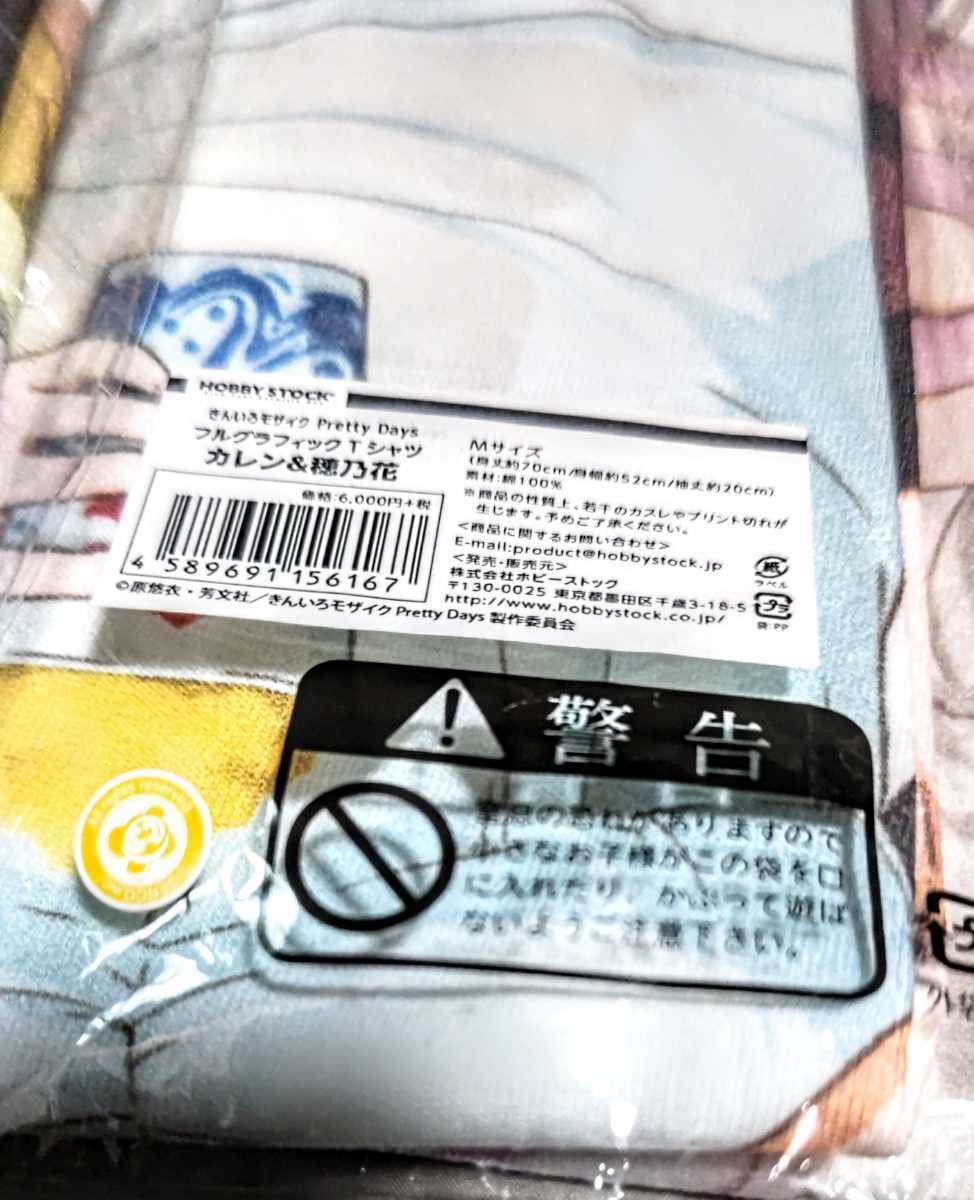 HOBBY STOCK
きんいろモザイク Pretty Days
フルグラフィックTシャツ
カレン&穂乃花
価格:6,000円+税
4 589691 156167
Mサイズ
(身丈約70cm/身幅約52cm/袖丈約20cm)
素材:綿100%
※商品の性質上、若干のカスレやプリント切れが
生じます。予めご了承ください。
<商品に関するお問い合わせ>
E-mail:product@hobbystock.jp
<発売・販売元>
株式会社ホビーストック
〒130-0025 東京都墨田区千歳3-18-5
http://www.hobbystock.co.jp/
©原悠衣・芳文社/きんいろモザイクPretty Days 製作委員会
紙
ラベル
プラ
袋:PP
警告
窒息の恐れがありますので
小さなお子様がこの袋を口
に入れたり、かぶって遊ば
ないようご注意下さい。